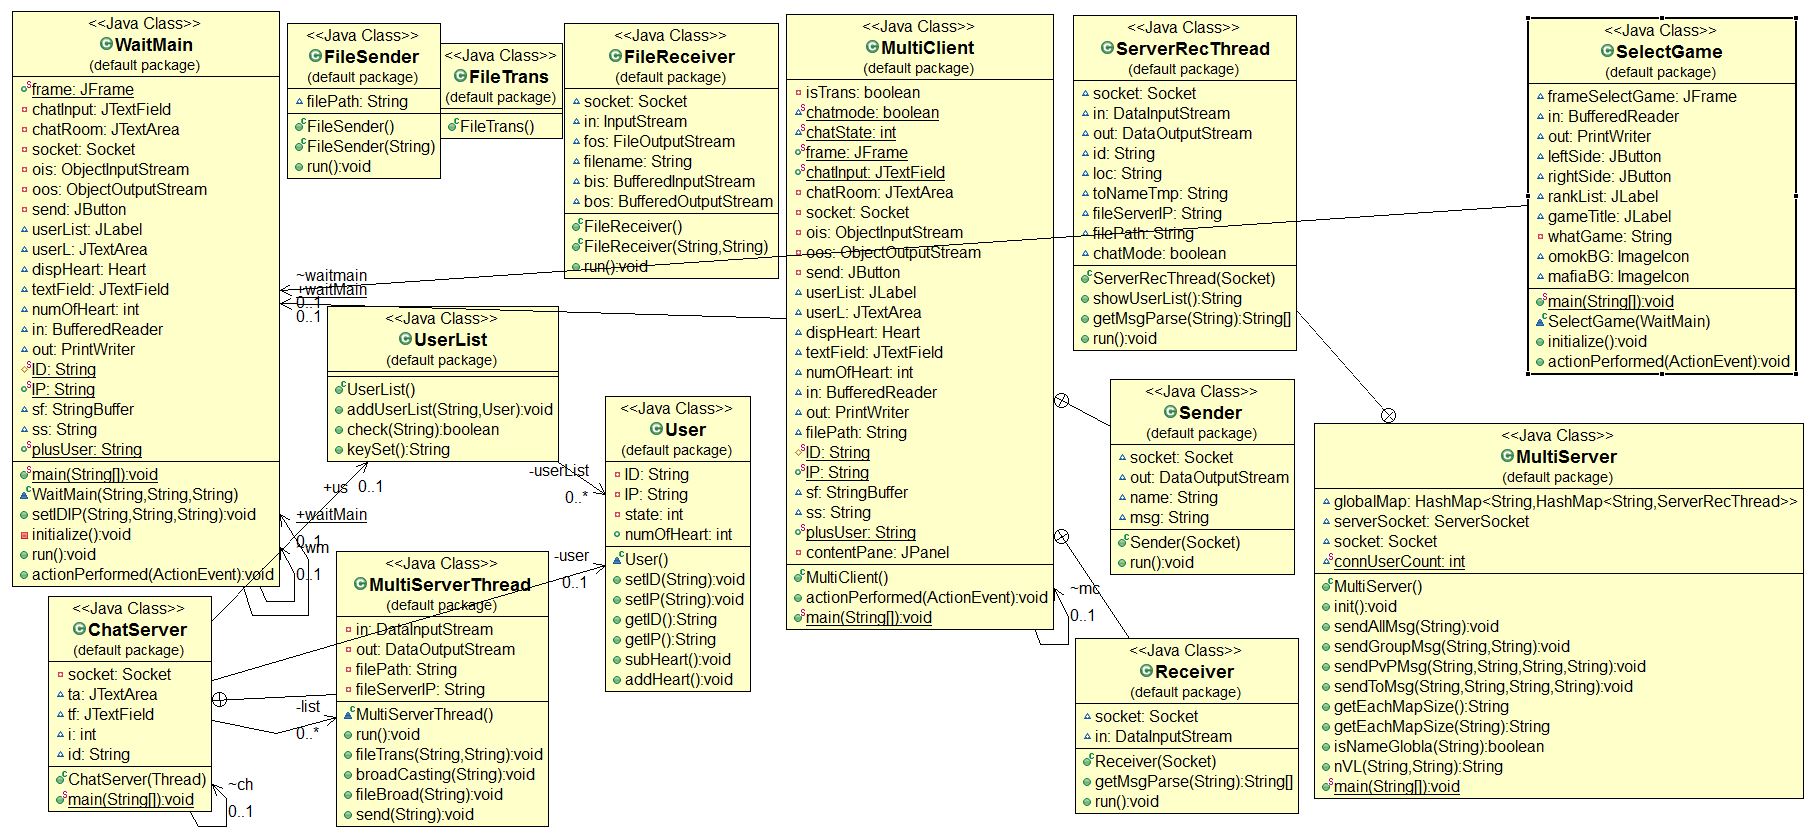 <<Java Class>>
WaitMain
(default package)
frame: JFrame
chatInput: JTextField
chatRoom: JTextArea
socket: Socket
ois: ObjectInputStream
oos: ObjectOutputStream
send: JButton
userList: JLabel
userL: JTextArea
dispHeart: Heart
textField: JTextField
numOfHeart: int
in: BufferedReader
out: PrintWriter
ID: String
IP: String
sf: StringBuffer
ss: String
plusUser: String
main(String[]):void
WaitMain(String,String,String)
setIDIP(String,String,String):void
initialize():void
run():void
actionPerformed(ActionEvent):void
<<Java Class>>
FileSender
(default package)
filePath: String
FileSender()
FileSender(String)
run():void
<<Java Class>>
FileTrans
(default package)
FileTrans()
<<Java Class>>
FileReceiver
(default package)
socket: Socket
in: InputStream
fos: FileOutputStream
filename: String
bis: BufferedInputStream
bos: BufferedOutputStream
FileReceiver()
FileReceiver(String,String)
run():void
<<Java Class>>
MultiClient
(default package)
isTrans: boolean
chatmode: boolean
chatState: int
frame: JFrame
chatInput: JTextField
chatRoom: JTextArea
socket: Socket
ois: ObjectInputStream
oos: ObjectOutputStream
send: JButton
userList: JLabel
userL: JTextArea
dispHeart: Heart
textField: JTextField
numOfHeart: int
in: BufferedReader
out: PrintWriter
filePath: String
ID: String
IP: String
sf: StringBuffer
ss: String
plusUser: String
contentPane: JPanel
MultiClient()
actionPerformed(ActionEvent):void
main(String[]):void
<<Java Class>>
ServerRecThread
(default package)
socket: Socket
in: DataInputStream
out: DataOutputStream
id: String
loc: String
toNameTmp: String
fileServerIP: String
filePath: String
chatMode: boolean
ServerRecThread(Socket)
showUserList():String
getMsgParse(String):String[]
run():void
<<Java Class>>
SelectGame
(default package)
frameSelectGame: JFrame
in: BufferedReader
out: PrintWriter
leftSide: JButton
rightSide: JButton
rankList: JLabel
gameTitle: JLabel
whatGame: String
omokBG: ImageIcon
mafiaBG: ImageIcon
main(String[]):void
SelectGame(WaitMain)
initialize():void
actionPerformed(ActionEvent):void
~waitmain
+waitMain
0..1
0..1
<<Java Class>>
UserList
(default package)
UserList()
addUserList(String,User):void
check(String):boolean
keySet():String
+us
0..1
-userList
0..*
<<Java Class>>
User
(default package)
ID: String
IP: String
state: int
numOfHeart: int
User()
setID(String):void
setIP(String):void
getID():String
getIP():String
subHeart():void
addHeart():void
<<Java Class>>
Sender
(default package)
socket: Socket
out: DataOutputStream
name: String
msg: String
Sender(Socket)
run():void
<<Java Class>>
MultiServer
(default package)
globalMap: HashMap<String,HashMap<String,ServerRecThread>>
serverSocket: ServerSocket
socket: Socket
connUserCount: int
MultiServer()
init():void
sendAllMsg(String):void
sendGroupMsg(String,String):void
sendPvPMsg(String,String,String,String):void
sendToMsg(String,String,String,String):void
getEachMapSize():String
getEachMapSize(String):String
isNameGlobla(String):boolean
nVL(String,String):String
main(String[]):void
+waitMain
0..1
~wm
0..1
-user
0..1
~mc
0..1
<<Java Class>>
MultiServerThread
(default package)
in: DataInputStream
out: DataOutputStream
filePath: String
fileServerIP: String
MultiServerThread()
run():void
fileTrans(String,String):void
broadCasting(String):void
fileBroad(String):void
send(String):void
<<Java Class>>
ChatServer
(default package)
socket: Socket
ta: JTextArea
tf: JTextField
i: int
id: String
ChatServer(Thread)
main(String[]):void
-list
0..*
~ch
0..1
<<Java Class>>
Receiver
(default package)
socket: Socket
in: DataInputStream
Receiver(Socket)
getMsgParse(String):String[]
run():void